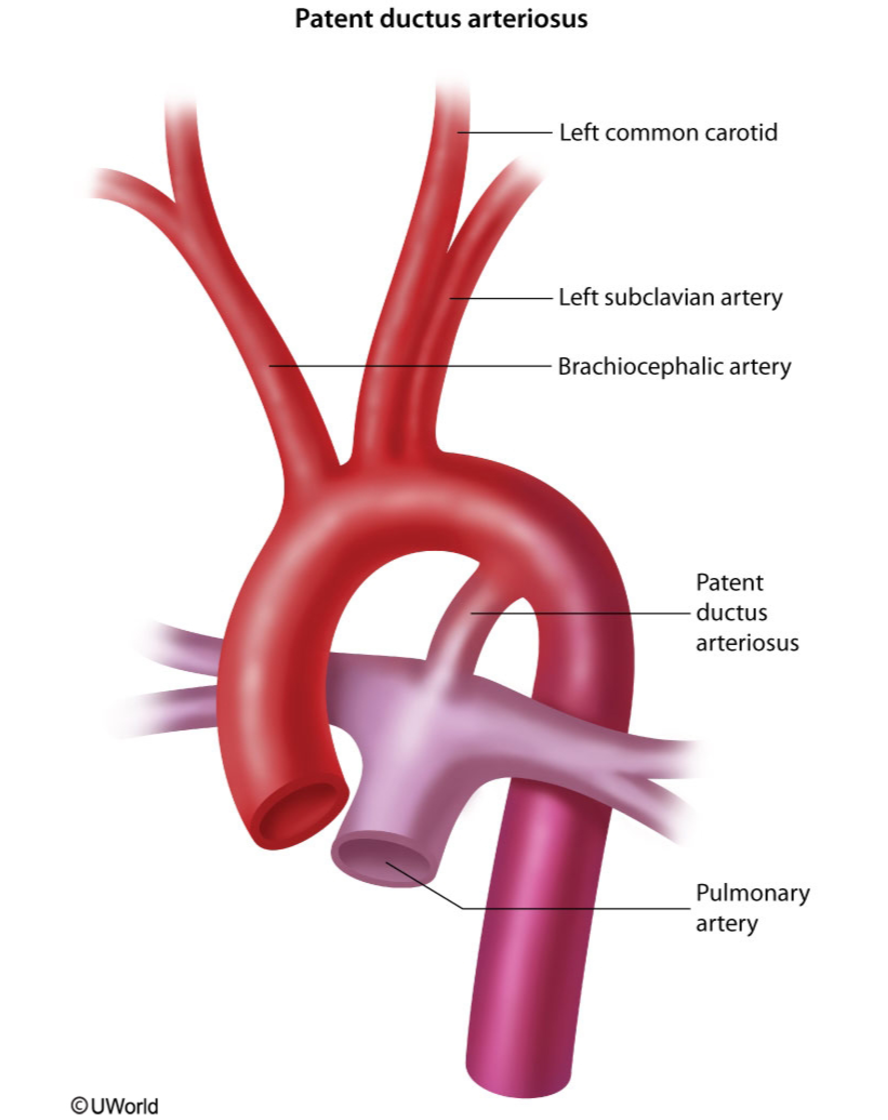 Patent ductus arteriosus
Left common carotid
Left subclavian artery
Brachiocephalic artery
Patent
ductus
arteriosus
Pulmonary
artery
©UWorld